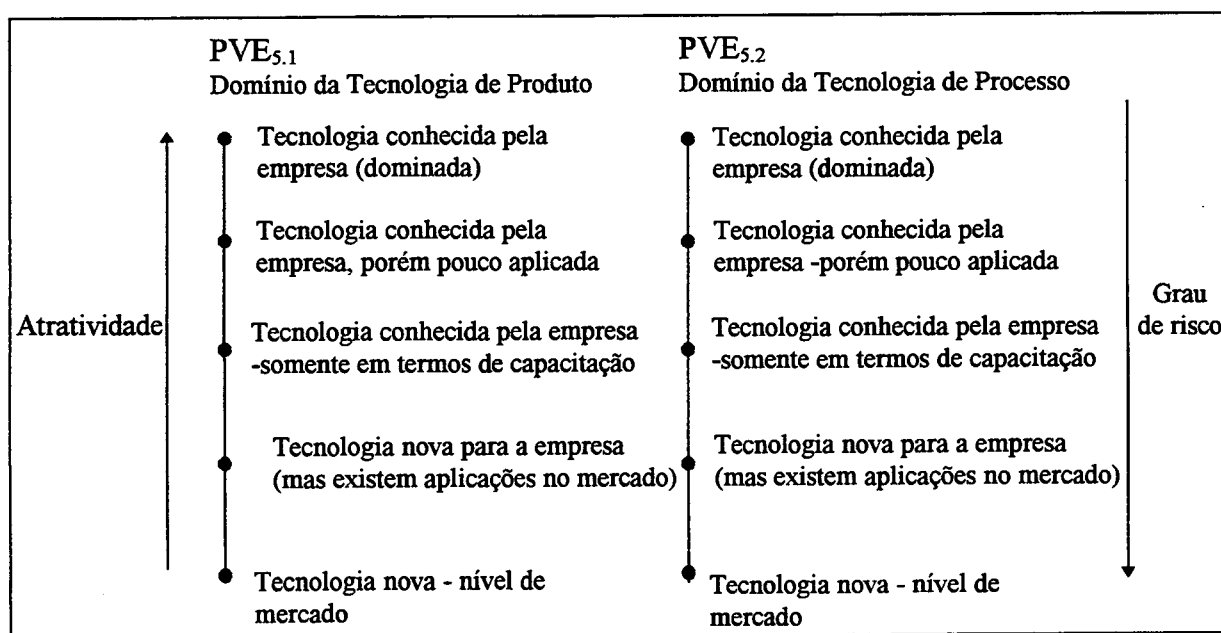 PVE5.1
Domínio da Tecnologia de Produto
Tecnologia conhecida pela
empresa (dominada)
Tecnologia conhecida pela
empresa, porém pouco aplicada
Tecnologia conhecida pela empresa
-somente em termos de capacitação
Tecnologia nova para a empresa
(mas existem aplicações no mercado)
Tecnologia nova - nível de
mercado
PVE5.2
Domínio da Tecnologia de Processo
Tecnologia conhecida pela
empresa (dominada)
Tecnologia conhecida pela
empresa -porém pouco aplicada
Tecnologia conhecida pela empresa
-somente em termos de capacitação
Tecnologia nova para a empresa
(mas existem aplicações no mercado)
Tecnologia nova - nível de
mercado
Atratividade
Grau
de risco